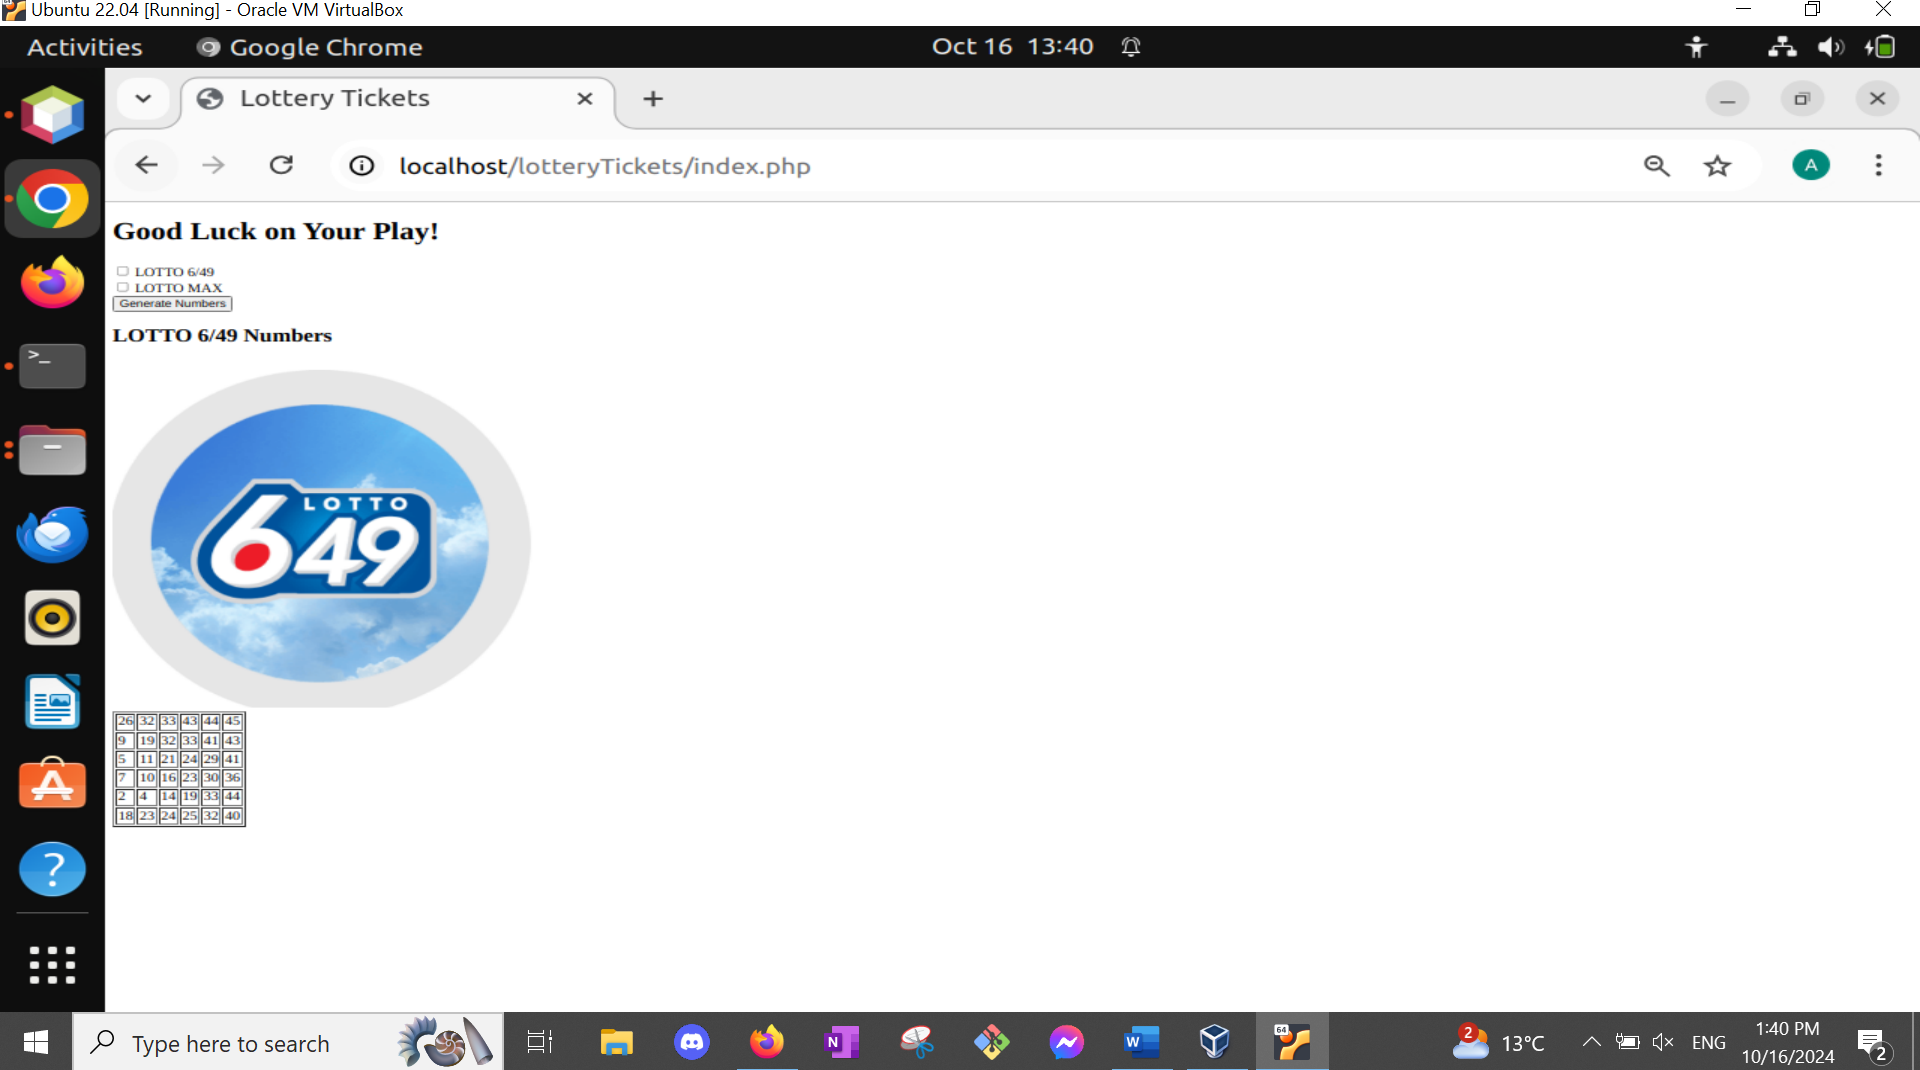 Ubuntu 22.04 [Running] - Oracle VM VirtualBox
Activities Google Chrome Oct 16 13:40
Lottery Tickets
localhost/lotteryTickets/index.php
A
Good Luck on Your Play!
LOTTO 6/49
LOTTO MAX
Generate Numbers
LOTTO 6/49 Numbers
LOTTO
649
26 32 33 43 44 45
9 19 32 33 41 43
5 11 21 24 29 41
7 10 16 23 30 36
2 4 14 19 33 44
18 23 24 25 32 40
Type here to search
N
W
64
2
13°C
ENG
1:40 PM
10/16/2024
2